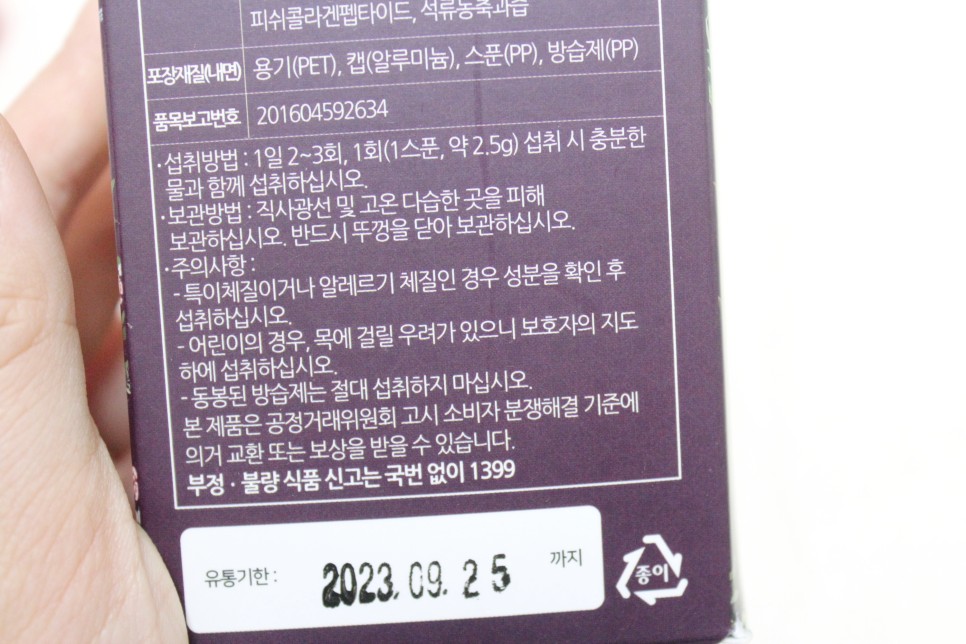 피쉬콜라겐펩타이드, 석류농축과즙
포장재질(내면) 용기(PET), 캡(알루미늄), 스푼(PP), 방습제(PP)
품목보고번호 201604592634
·섭취방법 : 1일 2~3회, 1회(1스푼, 약 2.5g) 섭취 시 충분한
물과 함께 섭취하십시오.
·보관방법 : 직사광선 및 고온 다습한 곳을 피해
보관하십시오. 반드시 뚜껑을 닫아 보관하십시오.
·주의사항 :
- 특이체질이거나 알레르기 체질인 경우 성분을 확인 후
섭취하십시오.
- 어린이의 경우, 목에 걸릴 우려가 있으니 보호자의 지도
하에 섭취하십시오.
- 동봉된 방습제는 절대 섭취하지 마십시오.
본 제품은 공정거래위원회 고시 소비자 분쟁해결 기준에
의거 교환 또는 보상을 받을 수 있습니다.
부정 · 불량 식품 신고는 국번 없이 1399
유통기한 : 2023. 09. 25 까지
종이